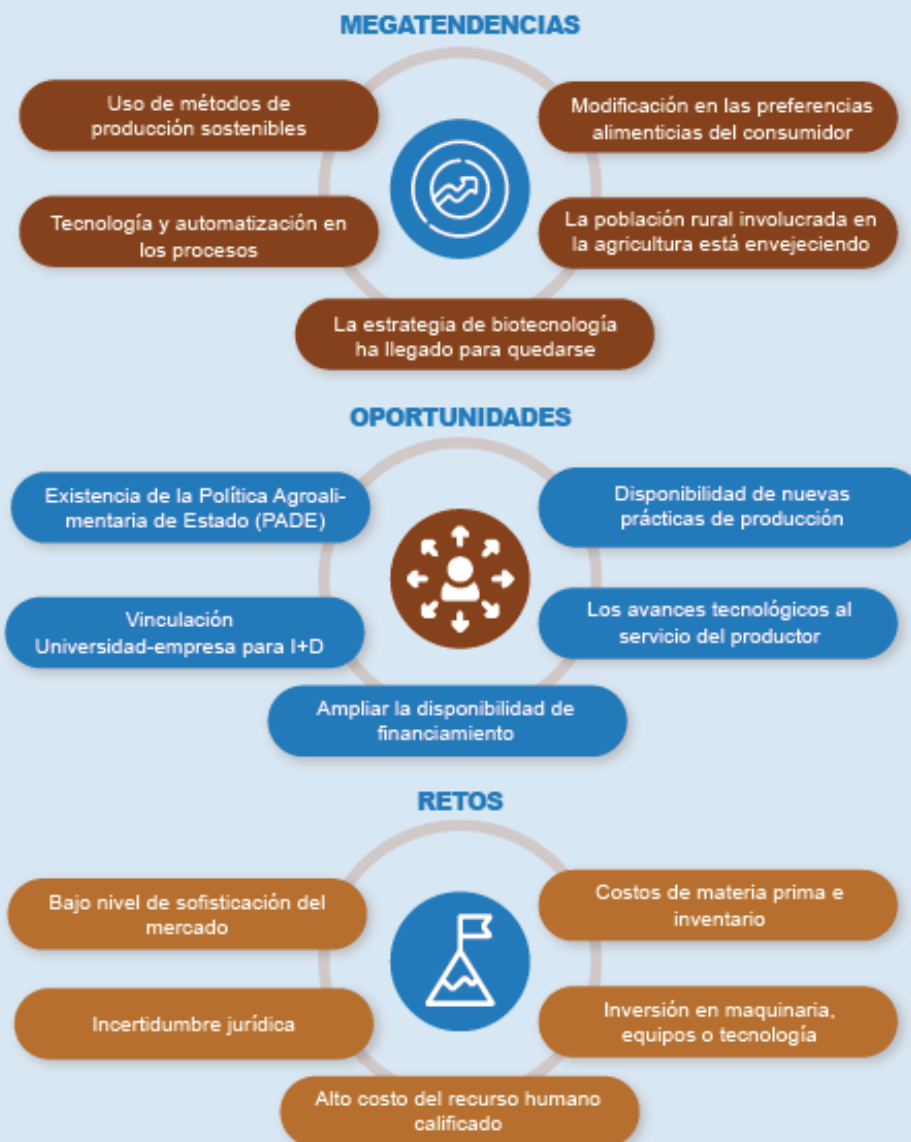 MEGATENDENCIAS
Uso de métodos de
producción sostenibles
Modificación en las preferencias
alimenticias del consumidor
Tecnología y automatización en
los procesos
La población rural involucrada en
la agricultura está envejeciendo
La estrategia de biotecnología
ha llegado para quedarse
OPORTUNIDADES
Existencia de la Política Agroali-
mentaria de Estado (PADE)
Disponibilidad de nuevas
prácticas de producción
Vinculación
Universidad-empresa para I+D
Los avances tecnológicos al
servicio del productor
Ampliar la disponibilidad de
financiamiento
RETOS
Bajo nivel de sofisticación del
mercado
Costos de materia prima e
inventario
Incertidumbre jurídica
Inversión en maquinaria,
equipos o tecnología
Alto costo del recurso humano
calificado